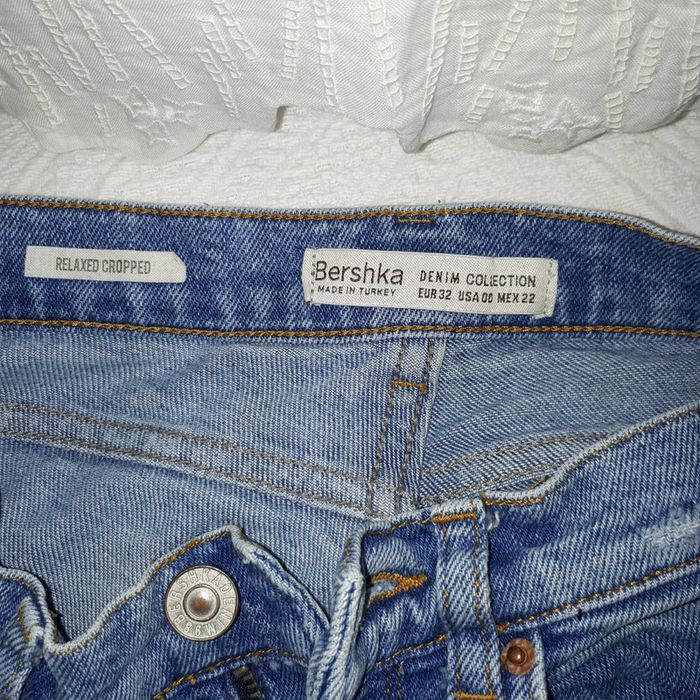 RELAXED CROPPED
Bershka
MADE IN TURKEY
DENIM COLLECTION
EUR 32 USA 00 MEX 22